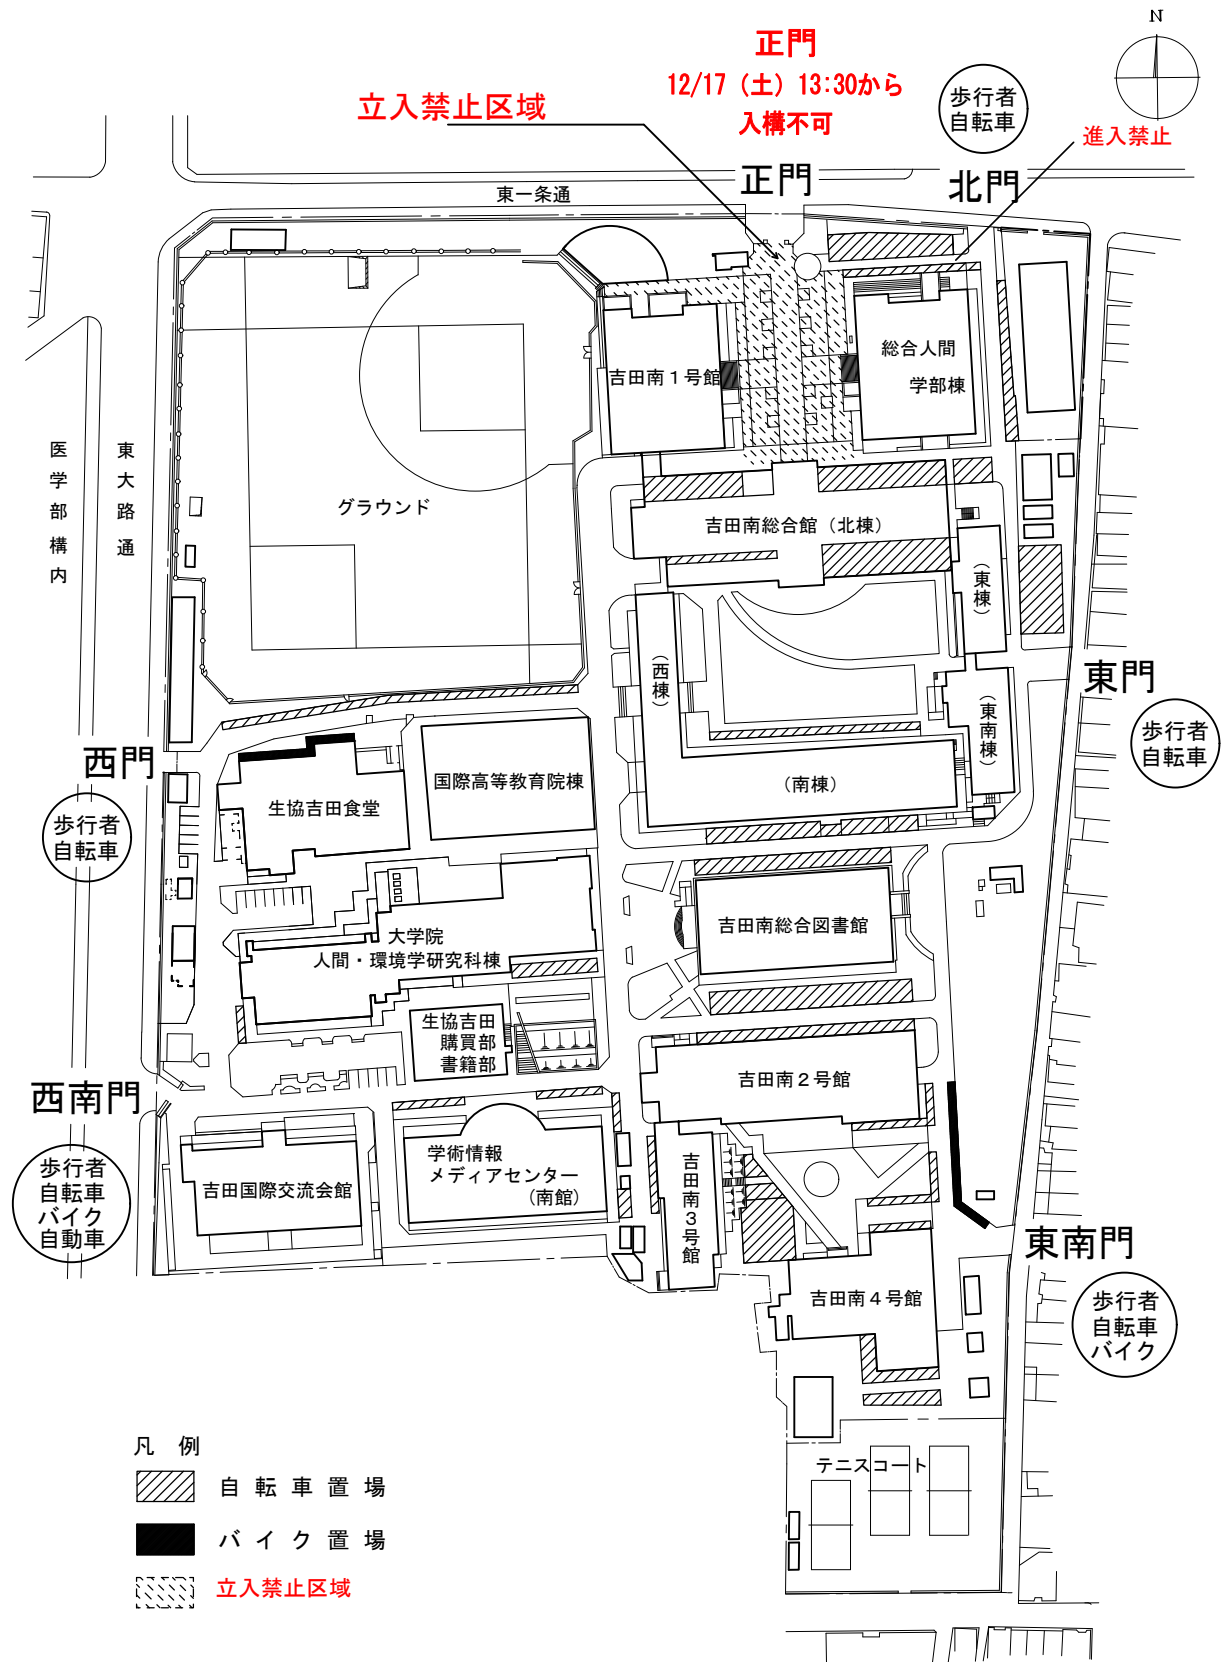 N
正門
12/17（土）13:30から
入構不可
立入禁止区域
歩行者
自転車
進入禁止
正門
北門
東一条通
総合人間
学部棟
吉田南１号館
医学部構内
東大路通
グラウンド
吉田南総合館（北棟）
（東棟）
（西棟）
東門
歩行者
自転車
（東南棟）
西門
歩行者
自転車
国際高等教育院棟
生協吉田食堂
（南棟）
吉田南総合図書館
大学院
人間・環境学研究科棟
生協吉田
購買部
書籍部
吉田南２号館
西南門
歩行者
自転車
バイク
自動車
吉田国際交流会館
学術情報
メディアセンター
（南館）
吉田南３号館
東南門
歩行者
自転車
バイク
吉田南４号館
テニスコート
凡　例
自転車置場
バイク置場
立入禁止区域